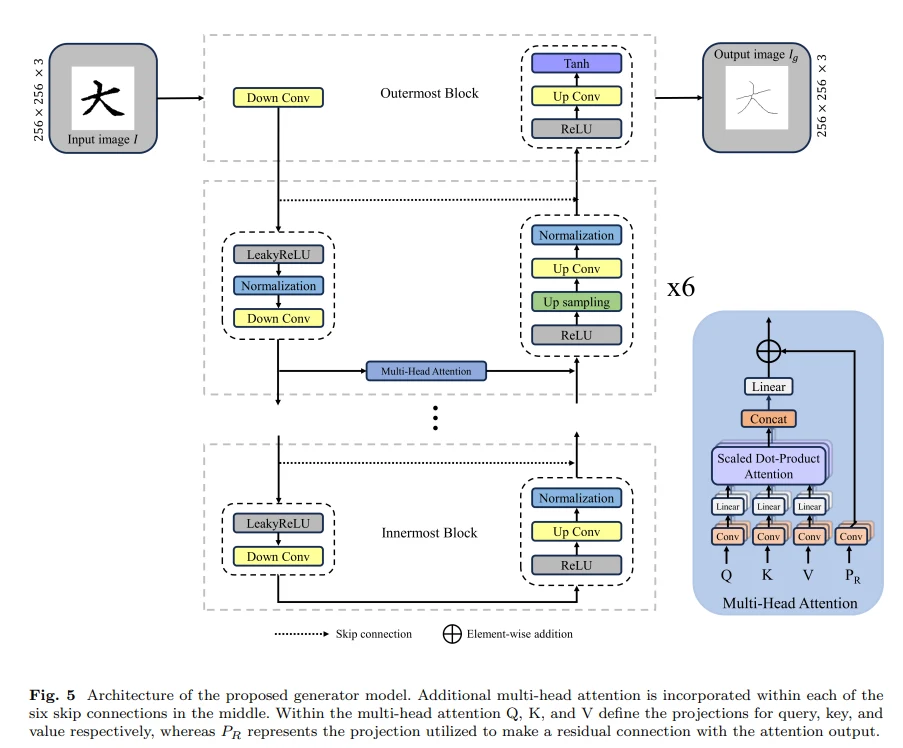 256 × 256 × 3
大
Input image I
Down Conv
Outermost Block
Tanh
Up Conv
ReLU
Output image I_g
大
256 × 256 × 3
LeakyReLU
Normalization
Down Conv
Normalization
Up Conv
Up sampling
ReLU
x6
Multi-Head Attention
LeakyReLU
Down Conv
Innermost Block
Normalization
Up Conv
ReLU
Linear
Concat
Scaled Dot-Product
Attention
Linear Linear Linear
Conv Conv Conv Conv
Q K V P_R
Multi-Head Attention
Skip connection
Element-wise addition
Fig. 5 Architecture of the proposed generator model. Additional multi-head attention is incorporated within each of the
six skip connections in the middle. Within the multi-head attention Q, K, and V define the projections for query, key, and
value respectively, whereas P_R represents the projection utilized to make a residual connection with the attention output.